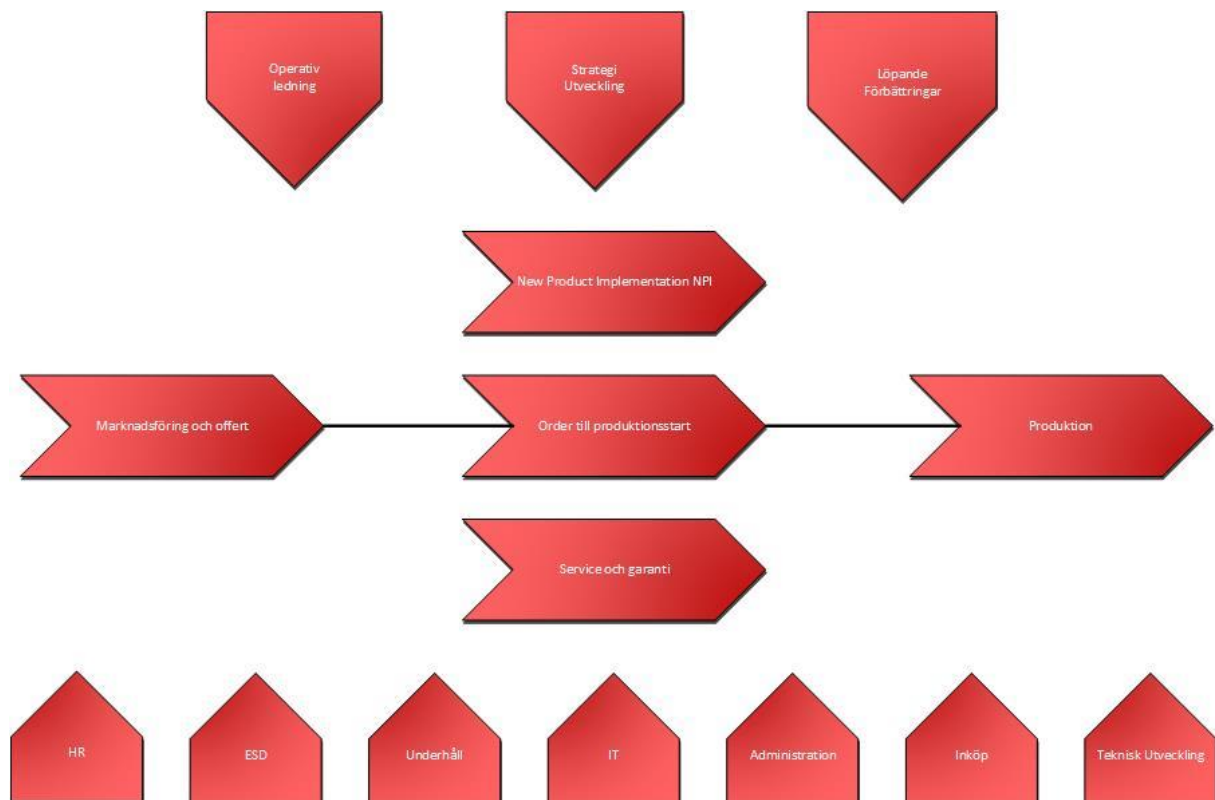 Operativ
ledning
Strategi
Utveckling
Löpande
Förbättringar
New Product Implementation NPI
Marknadsföring och offert
Order till produktionsstart
Produktion
Service och garanti
HR
ESD
Underhåll
IT
Administration
Inköp
Teknisk Utveckling